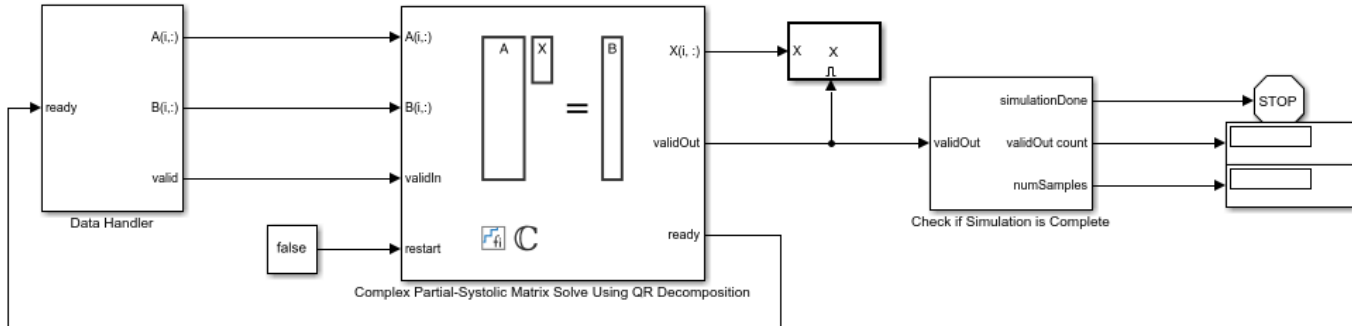 A(i,:)
B(i,:)
ready
valid
Data Handler
false
A(i,:)
B(i,:)
validIn
restart
A
X
=
B
fi ℂ
X(i, :)
validOut
ready
Complex Partial-Systolic Matrix Solve Using QR Decomposition
X
X
validOut
simulationDone
validOut count
numSamples
Check if Simulation is Complete
STOP